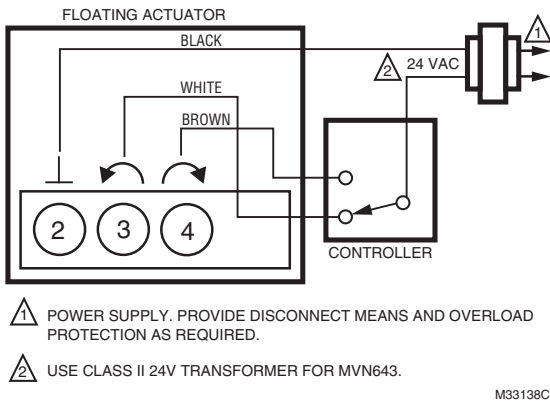 FLOATING ACTUATOR
BLACK
1
2
24 VAC
WHITE
BROWN
2
3
4
CONTROLLER
1 POWER SUPPLY. PROVIDE DISCONNECT MEANS AND OVERLOAD
PROTECTION AS REQUIRED.
2 USE CLASS II 24V TRANSFORMER FOR MVN643.
M33138C